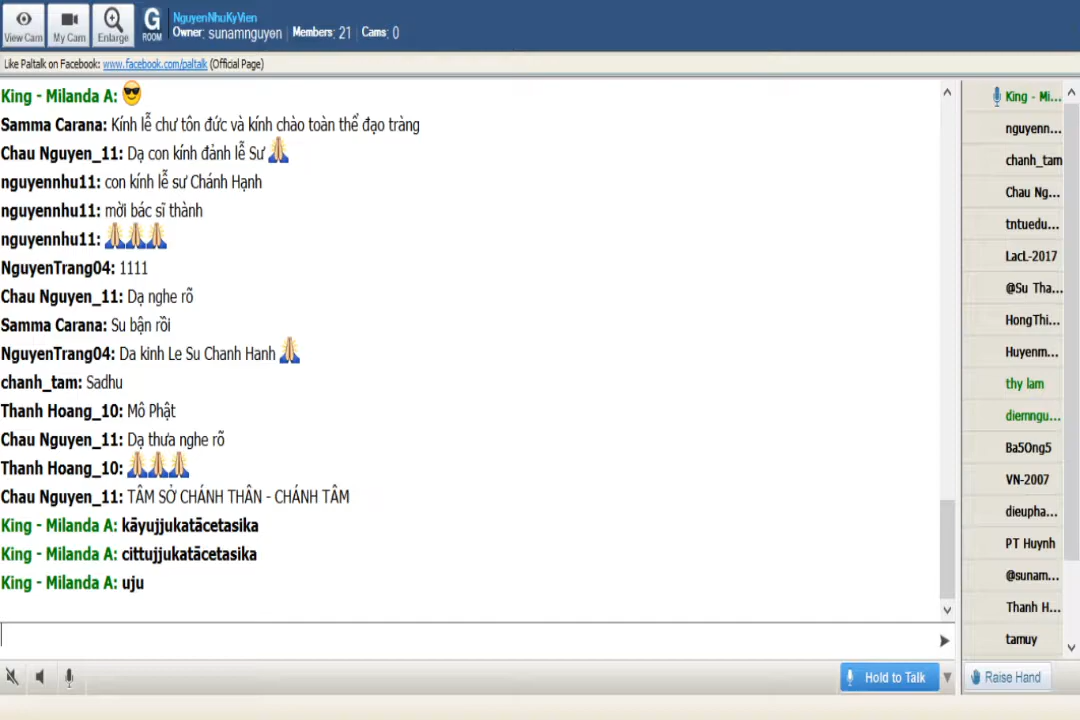 View Cam My Cam Enlarge G ROOM NguyenNhuKyVien
Owner: sunamnguyen Members: 21 Cams: 0
Like Paltalk on Facebook: www.facebook.com/paltalk (Official Page)
King - Milanda A:
Samma Carana: Kính lễ chư tôn đức và kính chào toàn thể đạo tràng
Chau Nguyen_11: Dạ con kính đảnh lễ Sư
nguyennhu11: con kính lễ sư Chánh Hạnh
nguyennhu11: mời bác sĩ thành
nguyennhu11:
NguyenTrang04: 1111
Chau Nguyen_11: Dạ nghe rõ
Samma Carana: Su bận rồi
NguyenTrang04: Da kinh Le Su Chanh Hanh
chanh_tam: Sadhu
Thanh Hoang_10: Mô Phật
Chau Nguyen_11: Dạ thưa nghe rõ
Thanh Hoang_10:
Chau Nguyen_11: TÂM SỞ CHÁNH THÂN - CHÁNH TÂM
King - Milanda A: kāyujjukatācetasika
King - Milanda A: cittujjukatācetasika
King - Milanda A: uju
King - Mi...
nguyenn...
chanh_tam
Chau Ng...
tntuedu...
LacL-2017
@Su Tha...
HongThi...
Huyenm...
thy lam
diemngu...
Ba5Ong5
VN-2007
dieupha...
PT Huynh
@sunam...
Thanh H...
tamuy
Hold to Talk
Raise Hand